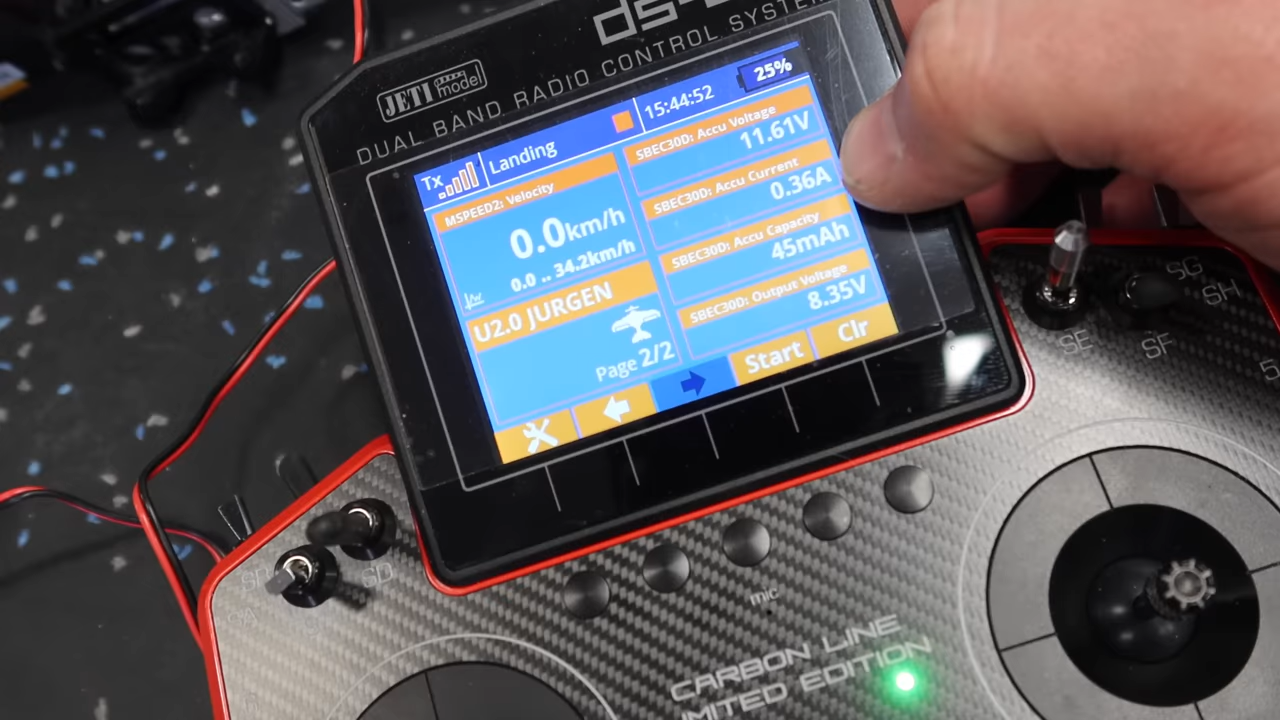 JETI model
DUAL BAND RADIO CONTROL SYSTEM
Tx
Landing
15:44:52
25%
MSPEED2: Velocity
0.0km/h
0.0 .. 34.2km/h
U2.0 JURGEN
Page 2/2
SBEC30D: Accu Voltage
11.61V
SBEC30D: Accu Current
0.36A
SBEC30D: Accu Capacity
45mAh
SBEC30D: Output Voltage
8.35V
Start
Clr
SG
SH
SE
SF
SD
mic
CARBON LINE
LIMITED EDITION